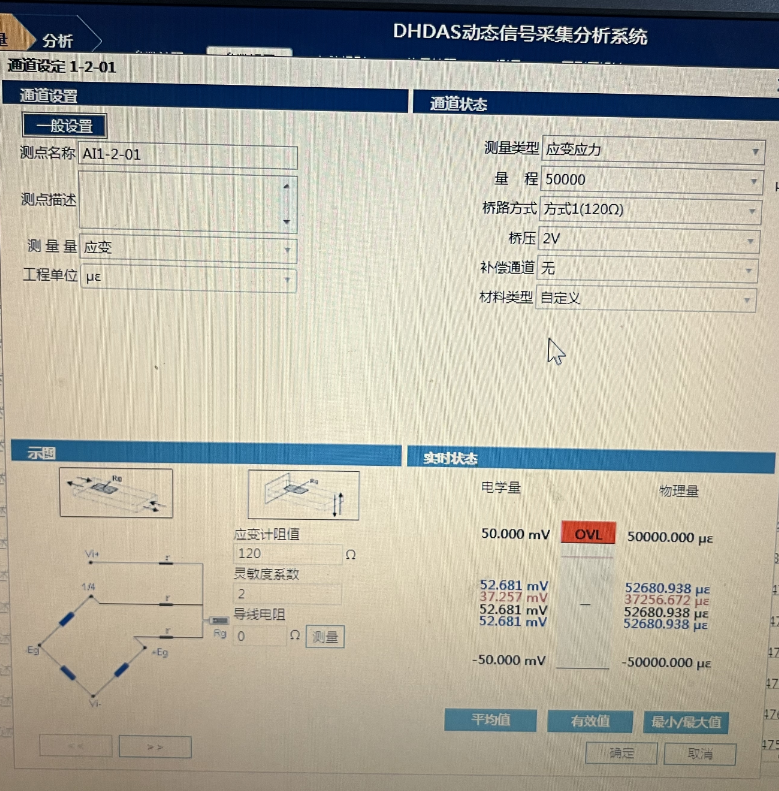 分析
DHDAS动态信号采集分析系统
通道设定 1-2-01
通道设置
通道状态
一般设置
测点名称 AI1-2-01
测点描述
测 量 量 应变
工程单位 με
测量类型 应变应力
量 程 50000
桥路方式 方式1(120Ω)
桥压 2V
补偿通道 无
材料类型 自定义
示图
实时状态
Rg
Rg
应变计阻值
120 Ω
灵敏度系数
2
导线电阻
0 Ω 测量
Vi+
r
1/4
r
r
Rg
-Eg
+Eg
Vi-
<< >>
电学量 物理量
50.000 mV OVL 50000.000 με
52.681 mV 52680.938 με
37.257 mV 37256.672 με
52.681 mV 52680.938 με
52.681 mV 52680.938 με
-50.000 mV -50000.000 με
平均值 有效值 最小/最大值
确定 取消